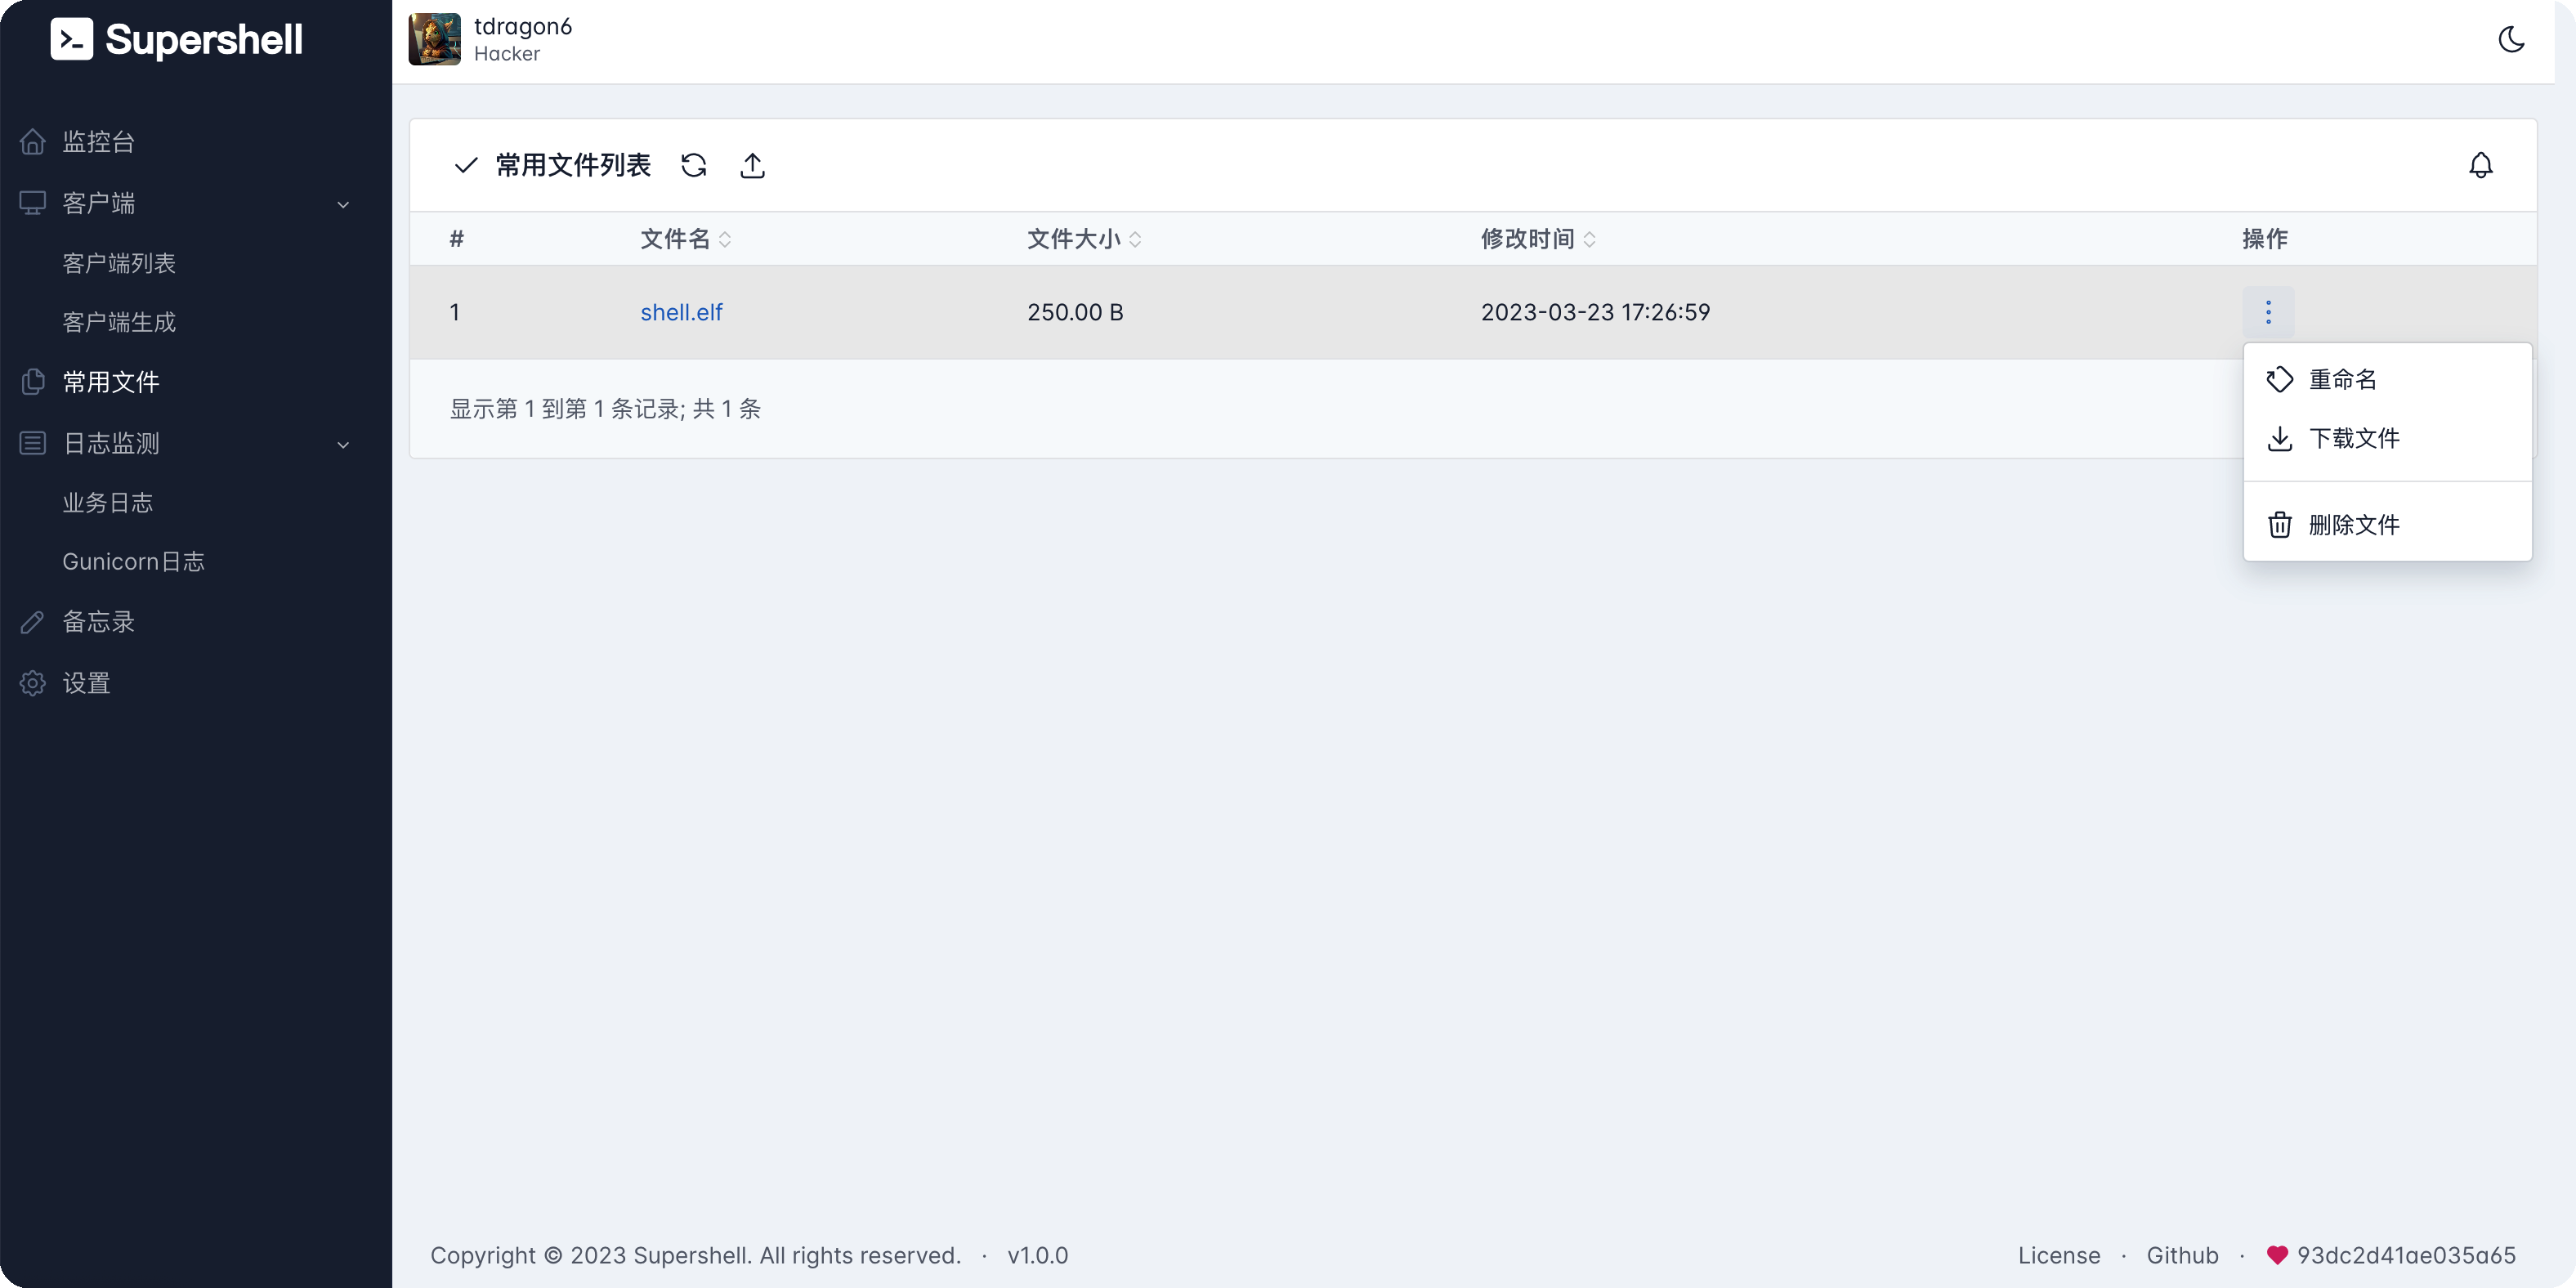 Supershell
监控台
客户端
客户端列表
客户端生成
常用文件
日志监测
业务日志
Gunicorn日志
备忘录
设置
tdragon6
Hacker
常用文件列表
# 文件名 文件大小 修改时间 操作
1 shell.elf 250.00 B 2023-03-23 17:26:59
显示第 1 到第 1 条记录; 共 1 条
重命名
下载文件
删除文件
Copyright © 2023 Supershell. All rights reserved. · v1.0.0
License · Github · 93dc2d41ae035a65